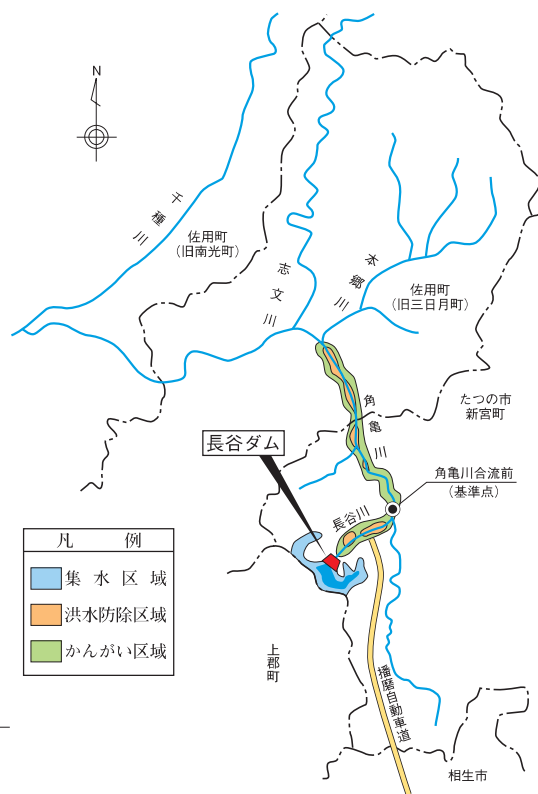 N
千種川
佐用町
(旧南光町)
志文川
本郷川
佐用町
(旧三日月町)
たつの市
新宮町
角亀川
長谷ダム
角亀川合流前
(基準点)
長谷川
凡例
集水区域
洪水防除区域
かんがい区域
上郡町
播磨自動車道
相生市